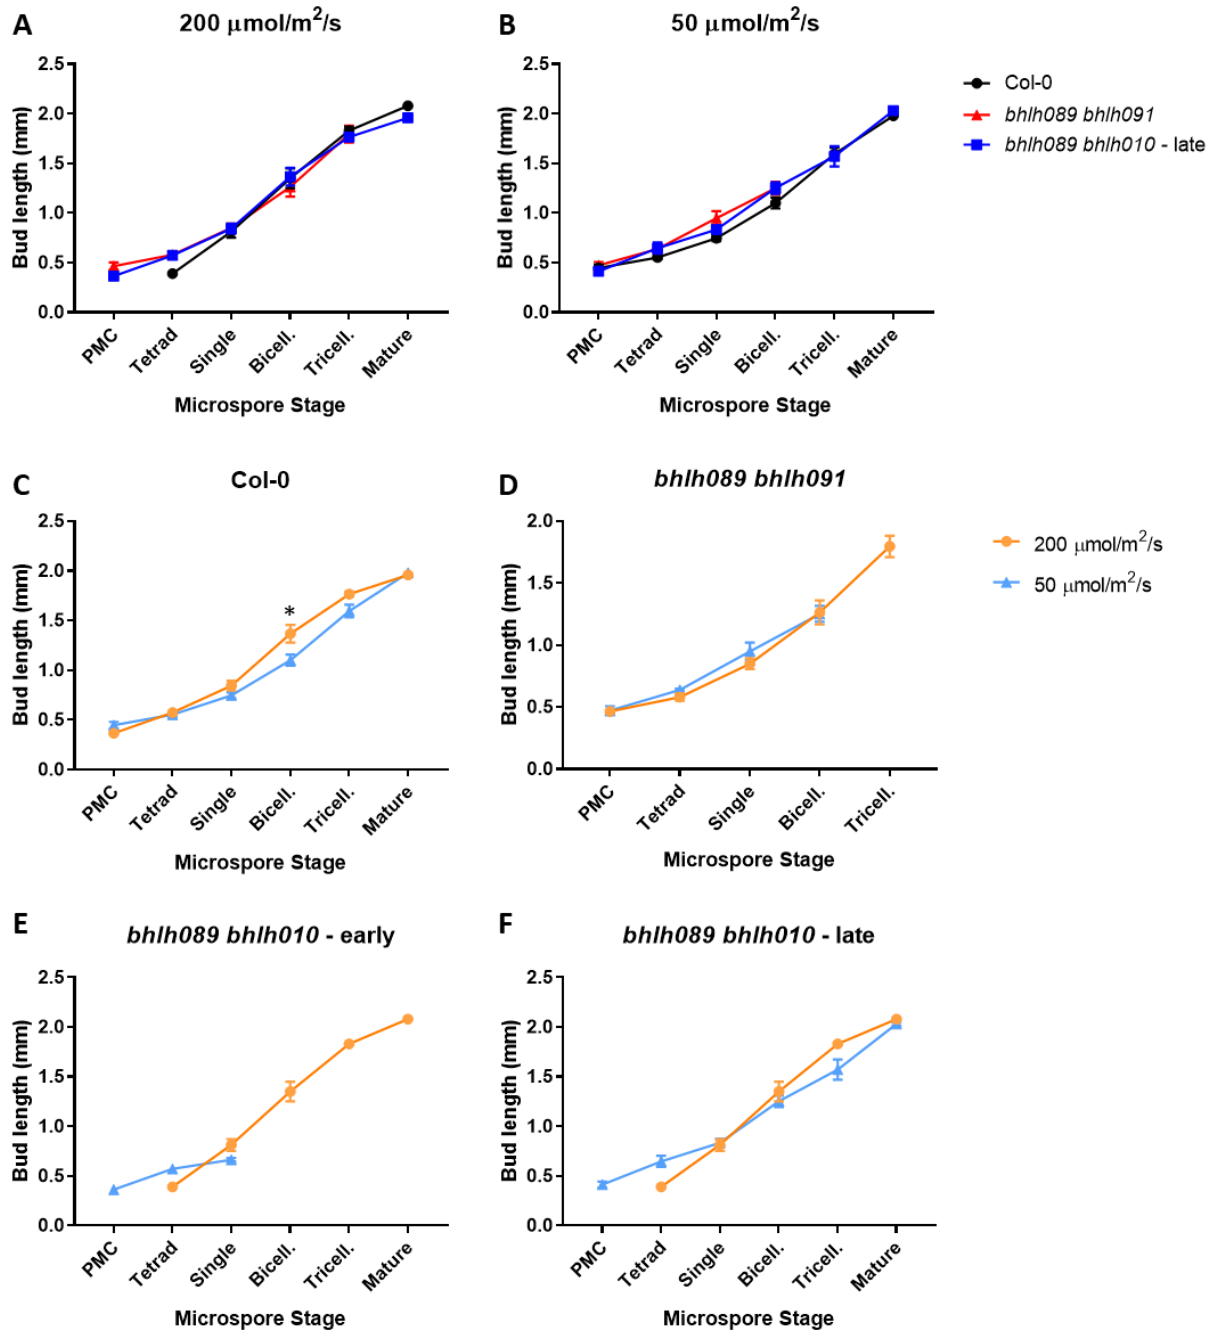 A
200 μmol/m²/s
2.5
2.0
1.5
1.0
0.5
0.0
Bud length (mm)
PMC
Tetrad
Single
Bicell.
Tricell.
Mature
Microspore Stage
B
50 μmol/m²/s
2.5
2.0
1.5
1.0
0.5
0.0
Bud length (mm)
PMC
Tetrad
Single
Bicell.
Tricell.
Mature
Microspore Stage
Col-0
bhlh089 bhlh091
bhlh089 bhlh010 - late
C
Col-0
2.5
2.0
1.5
1.0
0.5
0.0
Bud length (mm)
*
PMC
Tetrad
Single
Bicell.
Tricell.
Mature
Microspore Stage
D
bhlh089 bhlh091
2.0
1.5
1.0
0.5
0.0
Bud length (mm)
PMC
Tetrad
Single
Bicell.
Tricell.
Microspore Stage
200 μmol/m²/s
50 μmol/m²/s
E
bhlh089 bhlh010 - early
2.5
2.0
1.5
1.0
0.5
0.0
Bud length (mm)
PMC
Tetrad
Single
Bicell.
Tricell.
Mature
Microspore Stage
F
bhlh089 bhlh010 - late
2.5
2.0
1.5
1.0
0.5
0.0
Bud length (mm)
PMC
Tetrad
Single
Bicell.
Tricell.
Mature
Microspore Stage